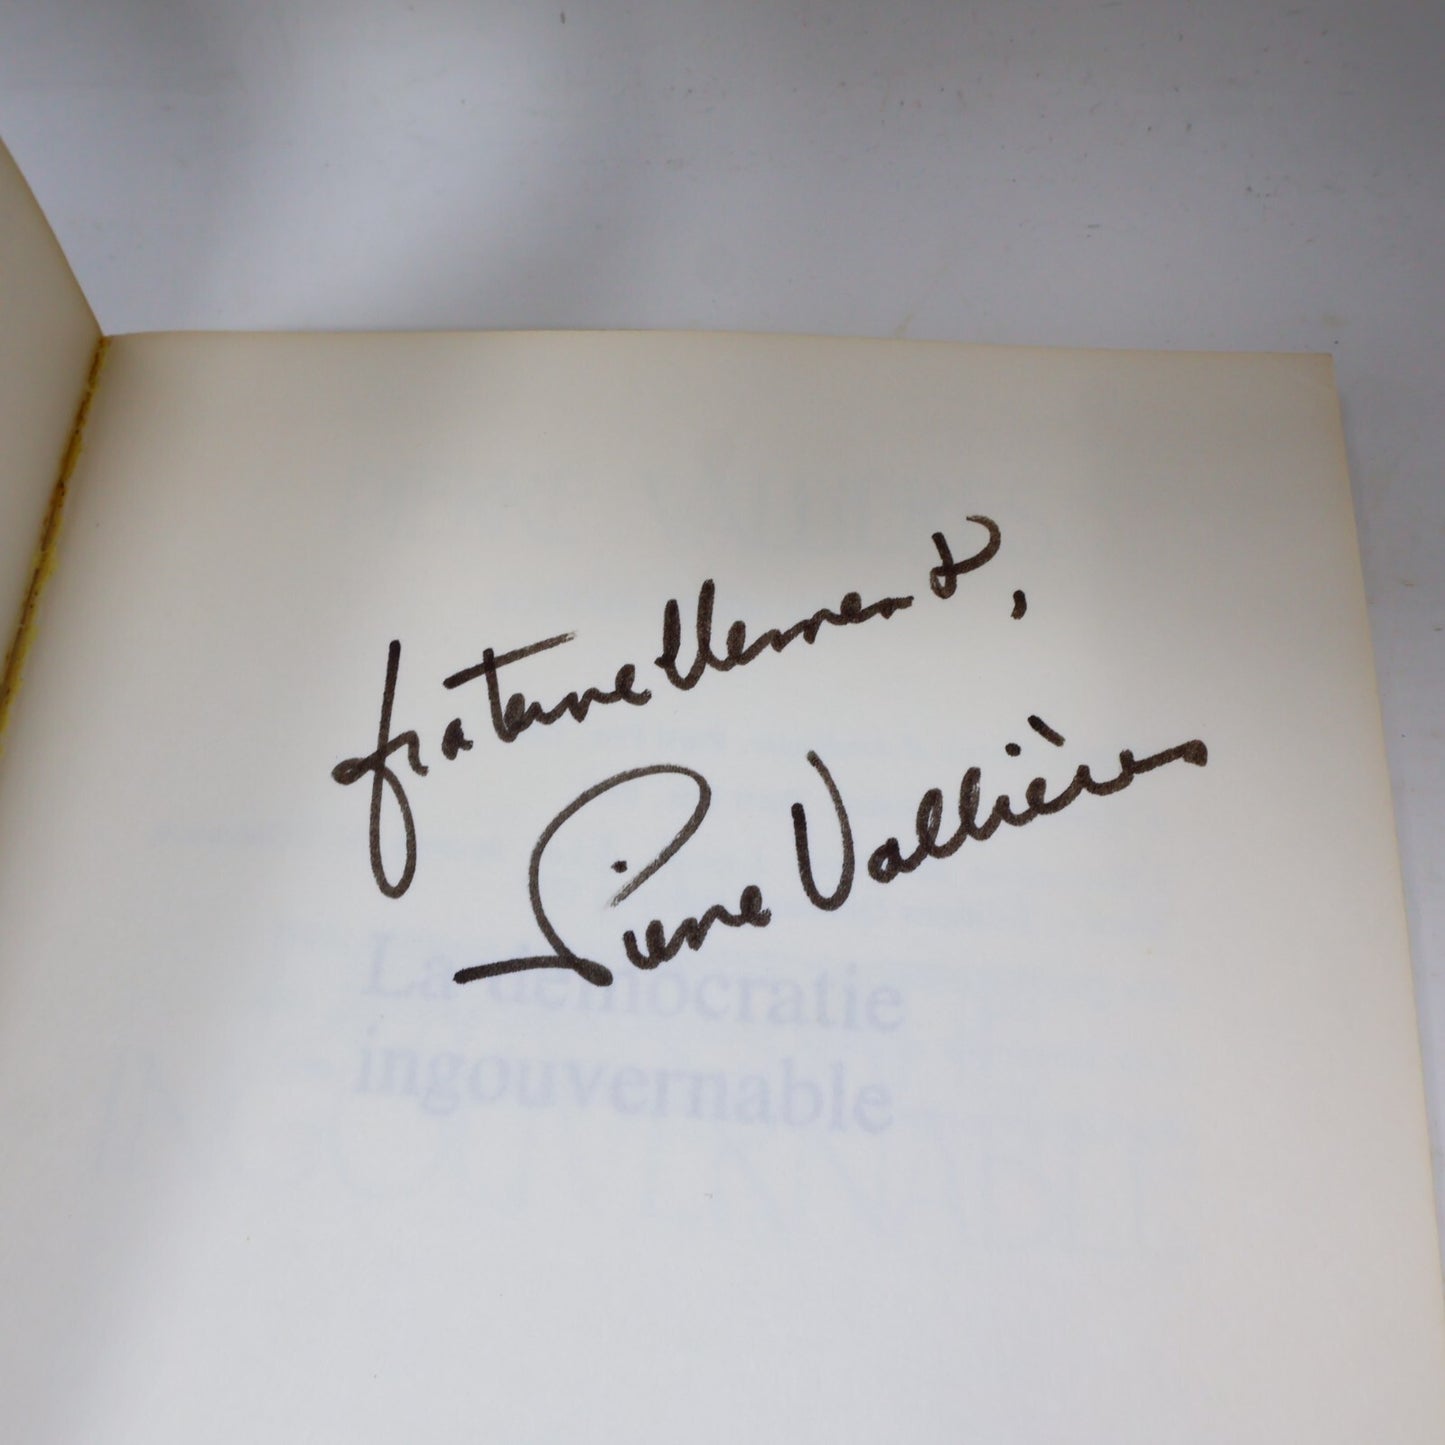 fraternellement,
Pierre Vallières
La démocratie
ingouvernable